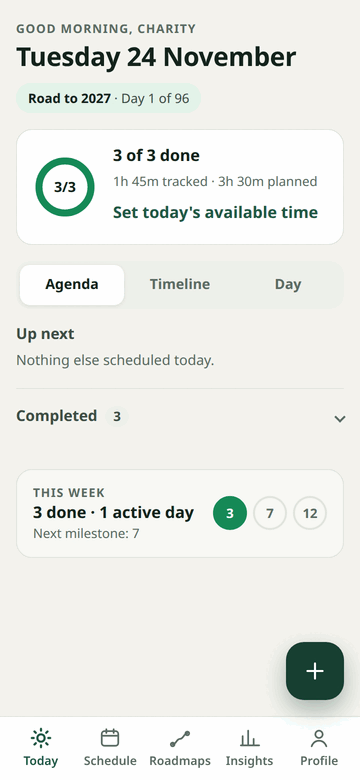 GOOD MORNING, CHARITY
Tuesday 24 November
Road to 2027 · Day 1 of 96
3/3
3 of 3 done
1h 45m tracked · 3h 30m planned
Set today's available time
Agenda
Timeline
Day
Up next
Nothing else scheduled today.
Completed 3
THIS WEEK
3 done · 1 active day
Next milestone: 7
3
7
12
Today
Schedule
Roadmaps
Insights
Profile